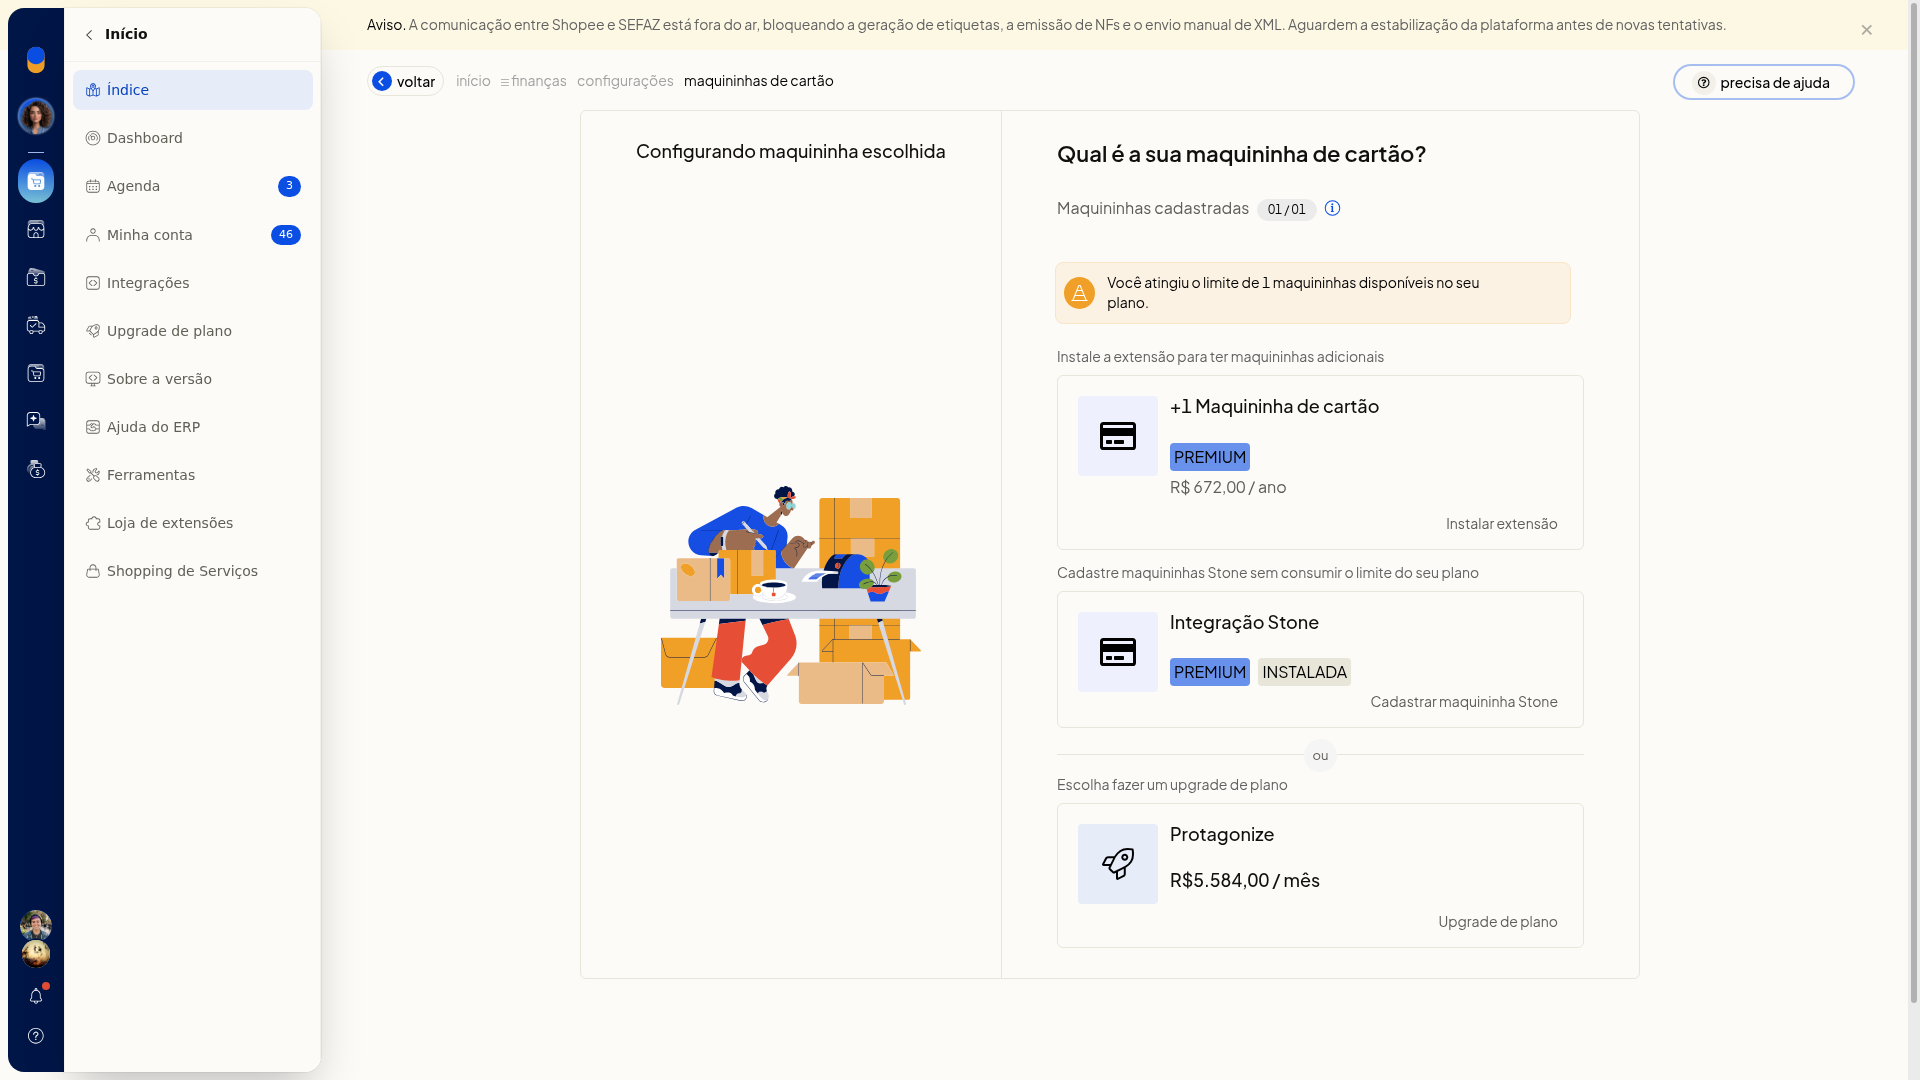 Início
Índice
Dashboard
Agenda 3
Minha conta 46
Integrações
Upgrade de plano
Sobre a versão
Ajuda do ERP
Ferramentas
Loja de extensões
Shopping de Serviços
Aviso. A comunicação entre Shopee e SEFAZ está fora do ar, bloqueando a geração de etiquetas, a emissão de NFs e o envio manual de XML. Aguardem a estabilização da plataforma antes de novas tentativas.
voltar início finanças configurações maquininhas de cartão
precisa de ajuda
Configurando maquininha escolhida
Qual é a sua maquininha de cartão?
Maquininhas cadastradas 01 / 01
Você atingiu o limite de 1 maquininhas disponíveis no seu
plano.
Instale a extensão para ter maquininhas adicionais
+1 Maquininha de cartão
PREMIUM
R$ 672,00 / ano
Instalar extensão
Cadastre maquininhas Stone sem consumir o limite do seu plano
Integração Stone
PREMIUM INSTALADA
Cadastrar maquininha Stone
ou
Escolha fazer um upgrade de plano
Protagonize
R$5.584,00 / mês
Upgrade de plano